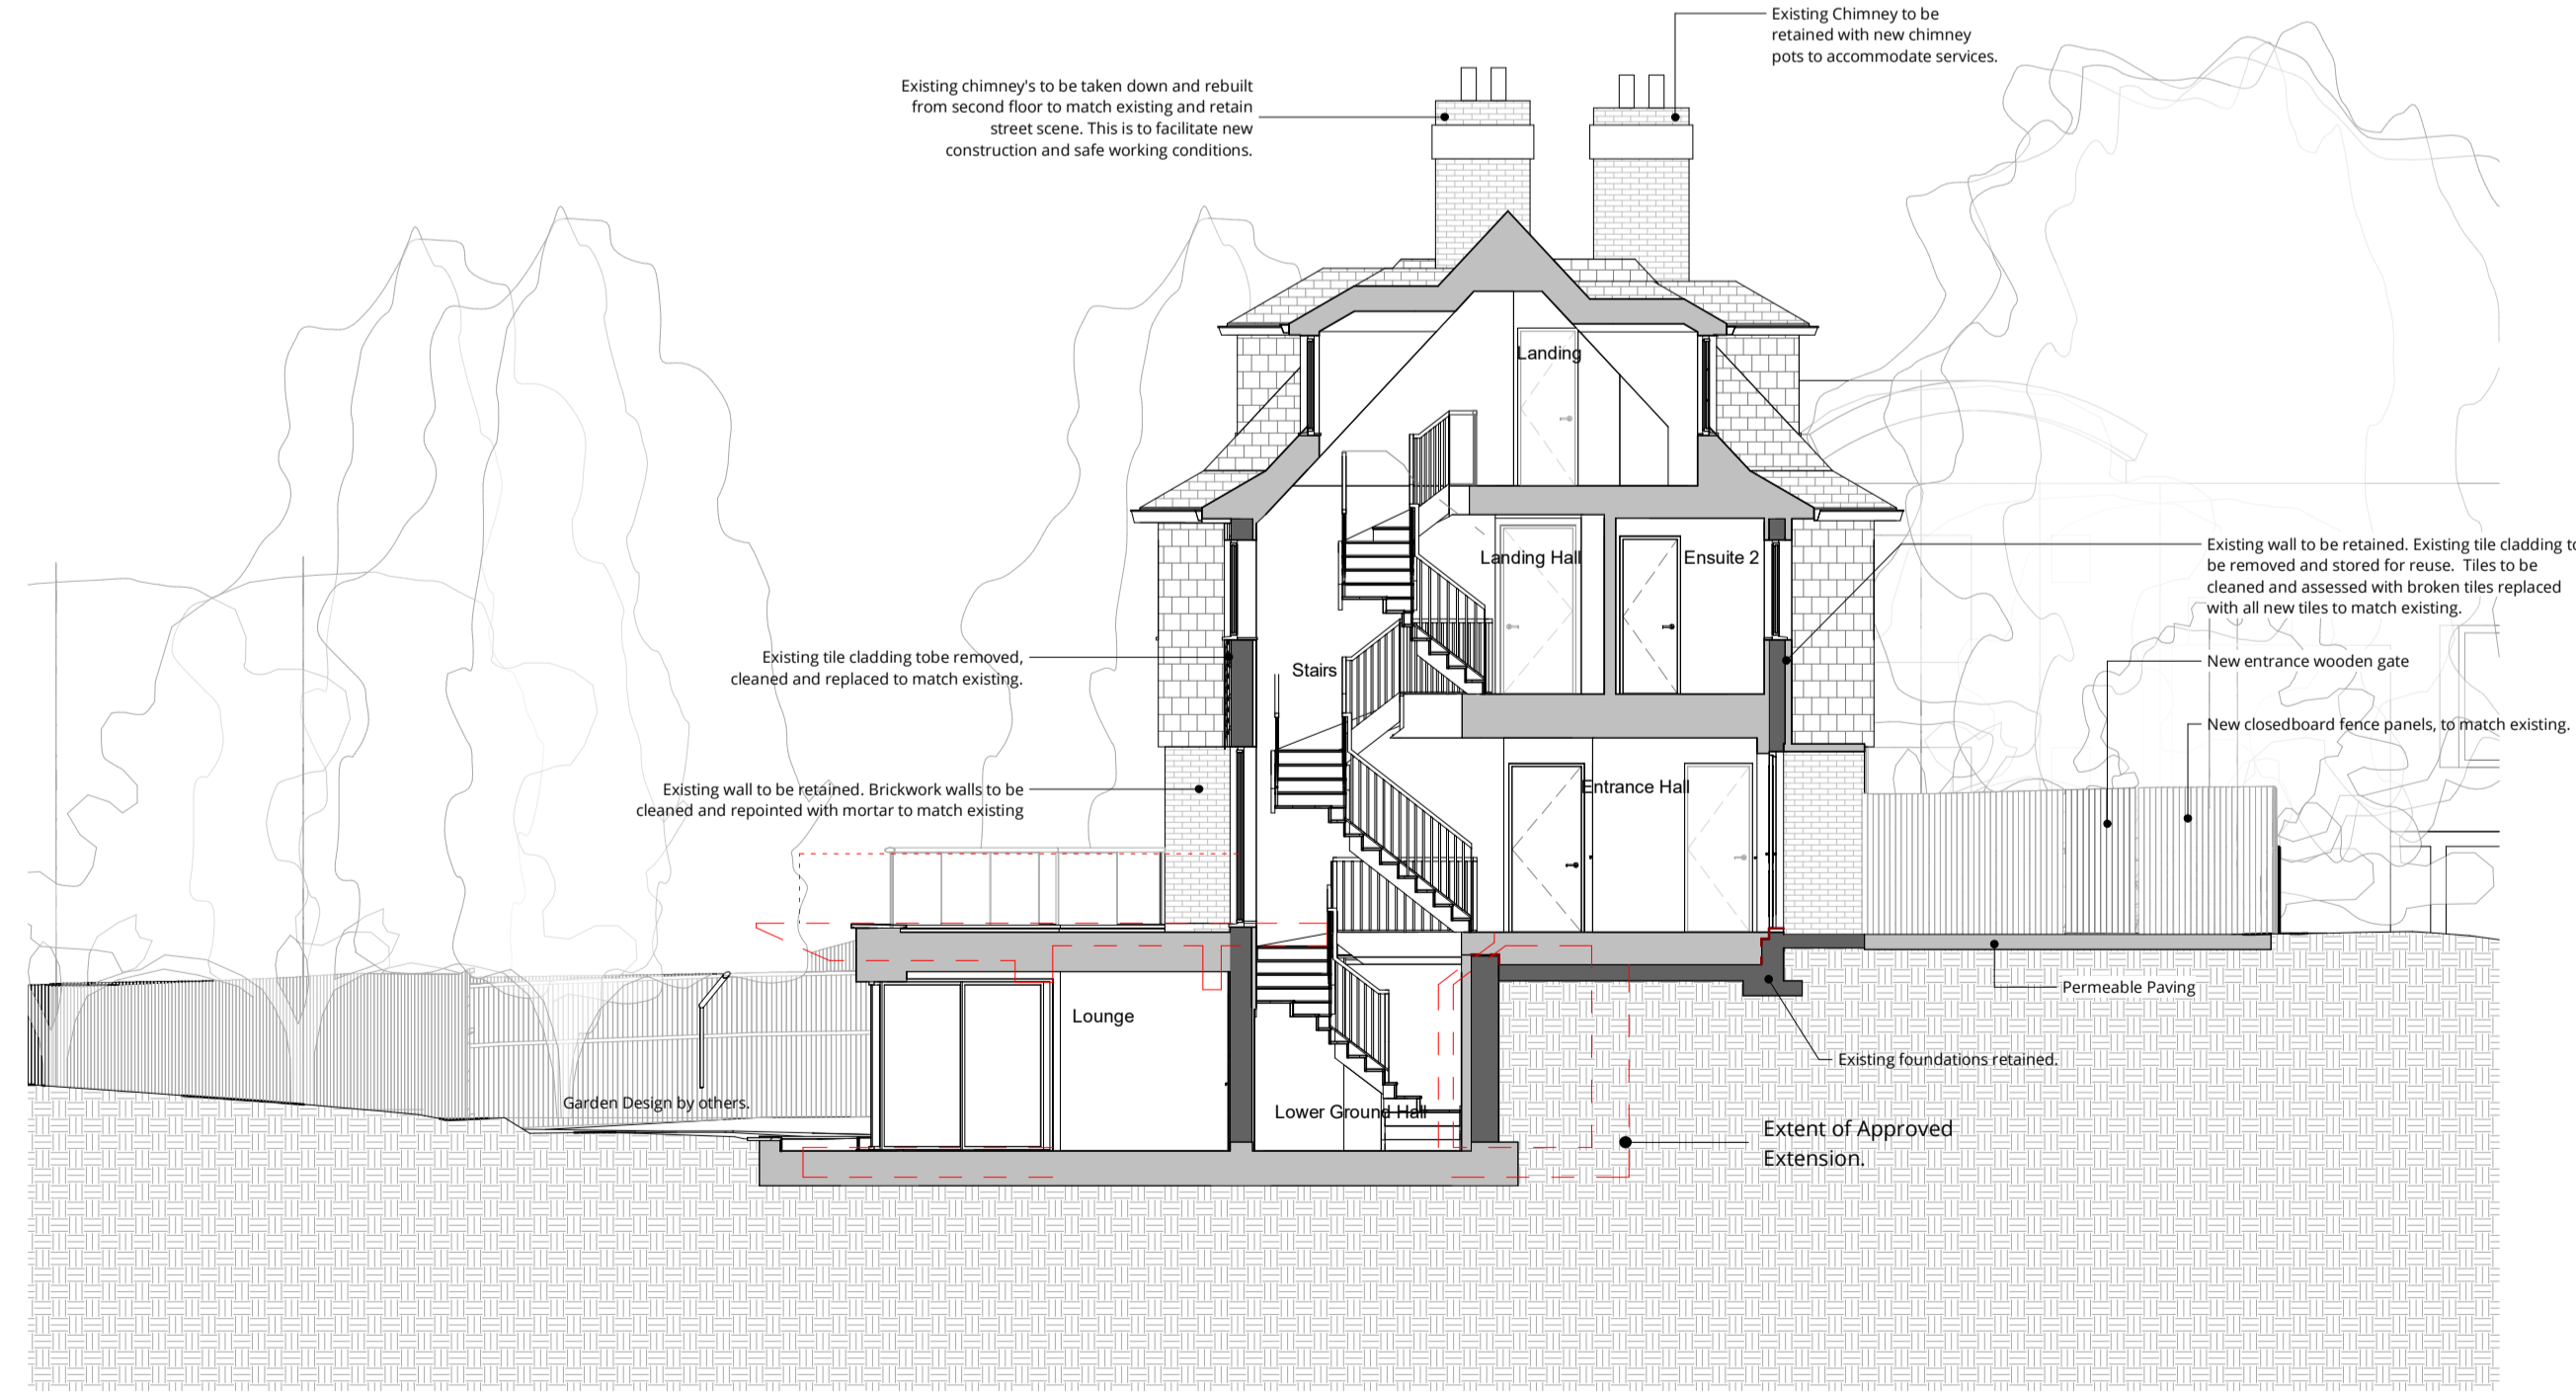 Existing Chimney to be
retained with new chimney
pots to accommodate services.
Existing chimney's to be taken down and rebuilt
from second floor to match existing and retain
street scene. This is to facilitate new
construction and safe working conditions.
Landing
Landing Hall
Ensuite 2
Existing wall to be retained. Existing tile cladding to
be removed and stored for reuse. Tiles to be
cleaned and assessed with broken tiles replaced
with all new tiles to match existing.
Existing tile cladding tobe removed,
cleaned and replaced to match existing.
Stairs
New entrance wooden gate
New closedboard fence panels, to match existing.
Existing wall to be retained. Brickwork walls to be
cleaned and repointed with mortar to match existing
Entrance Hall
Lounge
Permeable Paving
Existing foundations retained.
Garden Design by others.
Lower Ground Hall
Extent of Approved
Extension.